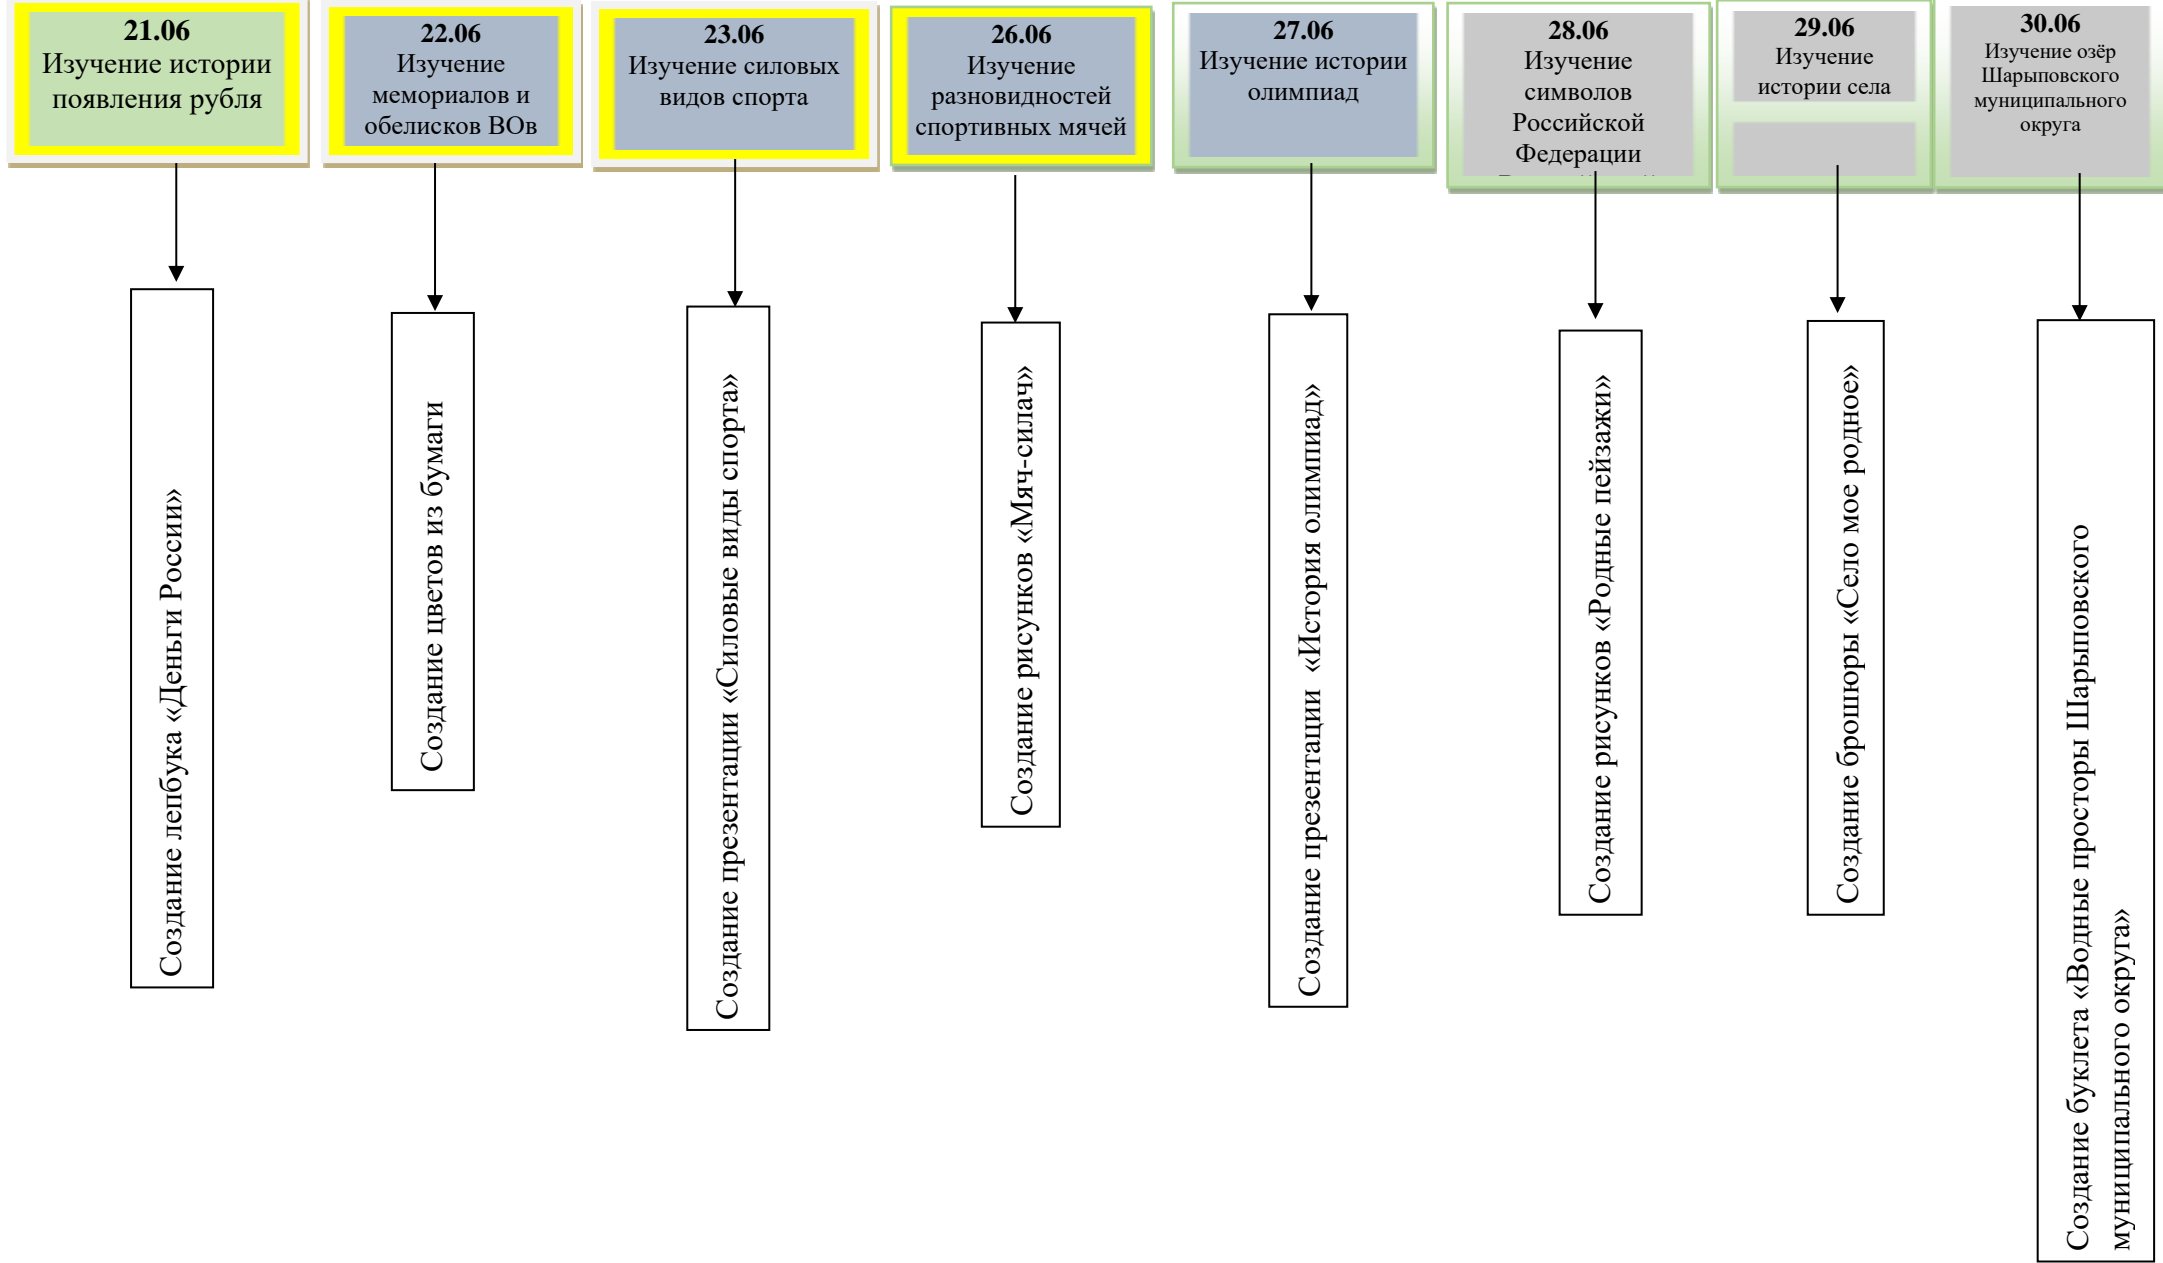 21.06
Изучение истории
появления рубля
22.06
Изучение
мемориалов и
обелисков ВОв
23.06
Изучение силовых
видов спорта
26.06
Изучение
разновидностей
спортивных мячей
27.06
Изучение истории
олимпиад
28.06
Изучение
символов
Российской
Федерации
29.06
Изучение
истории села
30.06
Изучение озёр
Шарыповского
муниципального
округа
Создание лепбука «Деньги России»
Создание цветов из бумаги
Создание презентации «Силовые виды спорта»
Создание рисунков «Мяч-силач»
Создание презентации «История олимпиад»
Создание рисунков «Родные пейзажи»
Создание брошюры «Село мое родное»
Создание буклета «Водные просторы Шарыповского
муниципального округа»